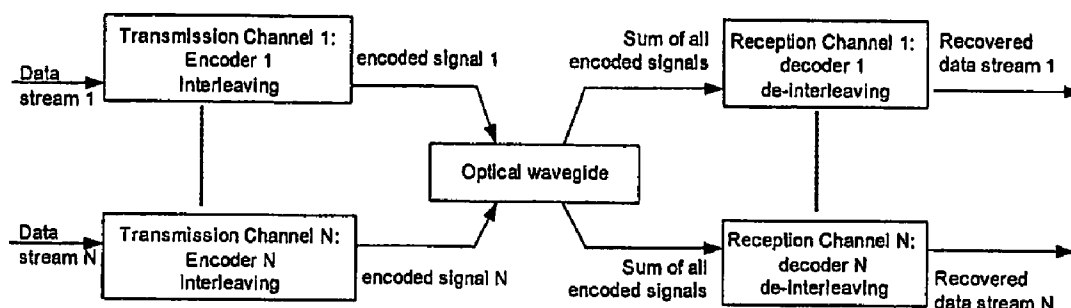 Data
stream 1
Transmission Channel 1:
Encoder 1
Interleaving
encoded signal 1
Optical wavegide
Sum of all
encoded signals
Reception Channel 1:
decoder 1
de-interleaving
Recovered
data stream 1
Data
stream N
Transmission Channel N:
Encoder N
Interleaving
encoded signal N
Sum of all
encoded signals
Reception Channel N:
decoder N
de-interleaving
Recovered
data stream N